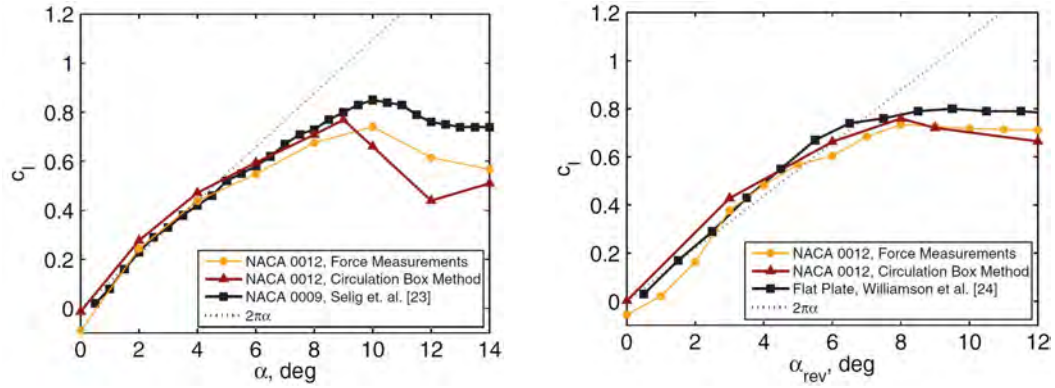 1.2
1
0.8
0.6
0.4
0.2
0
c_l
NACA 0012, Force Measurements
NACA 0012, Circulation Box Method
NACA 0009, Selig et. al. [23]
2πα
0 2 4 6 8 10 12 14
α, deg
1.2
1
0.8
0.6
0.4
0.2
0
c_l
NACA 0012, Force Measurements
NACA 0012, Circulation Box Method
Flat Plate, Williamson et al. [24]
2πα
0 2 4 6 8 10 12
α_rev, deg